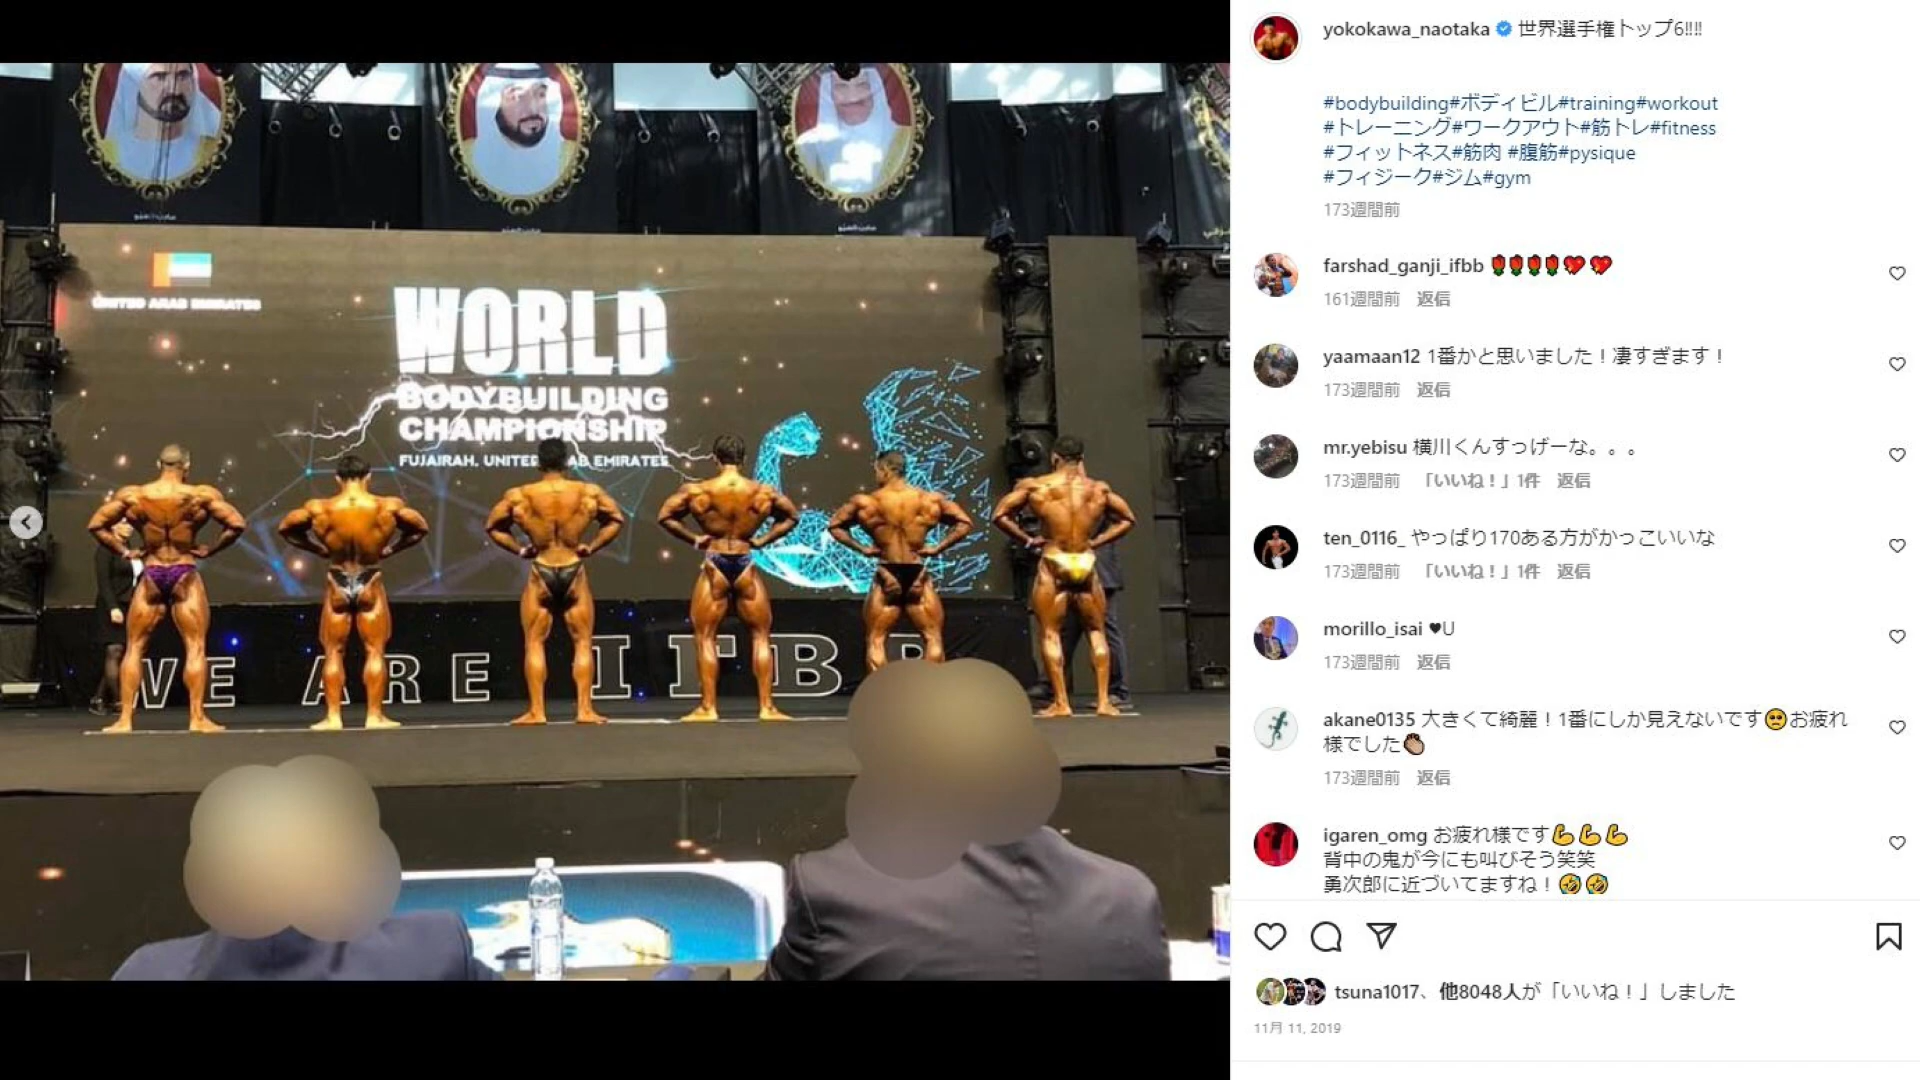 UNITED ARAB EMIRATES
WORLD
BODYBUILDING
CHAMPIONSHIP
FUJAIRAH, UNITED ARAB EMIRATES
WE ARE IFBB
yokokawa_naotaka 世界選手権トップ6!!!!
#bodybuilding#ボディビル#training#workout
#トレーニング#ワークアウト#筋トレ#fitness
#フィットネス#筋肉 #腹筋#pysique
#フィジーク#ジム#gym
173週間前
farshad_ganji_ifbb 🌹🌹🌹🌹💖💖
161週間前 返信
yaamaan12 1番かと思いました！凄すぎます！
173週間前 返信
mr.yebisu 横川くんすっげーな。。。
173週間前 「いいね！」1件 返信
ten_0116_ やっぱり170ある方がかっこいいな
173週間前 「いいね！」1件 返信
morillo_isai ♥U
173週間前 返信
akane0135 大きくて綺麗！1番にしか見えないです🥺お疲れ
様でした👏🏼
173週間前 返信
igaren_omg お疲れ様です💪💪💪
背中の鬼が今にも叫びそう笑笑
勇次郎に近づいてますね！🤣🤣
tsuna1017、他8048人が「いいね！」しました
11月 11, 2019